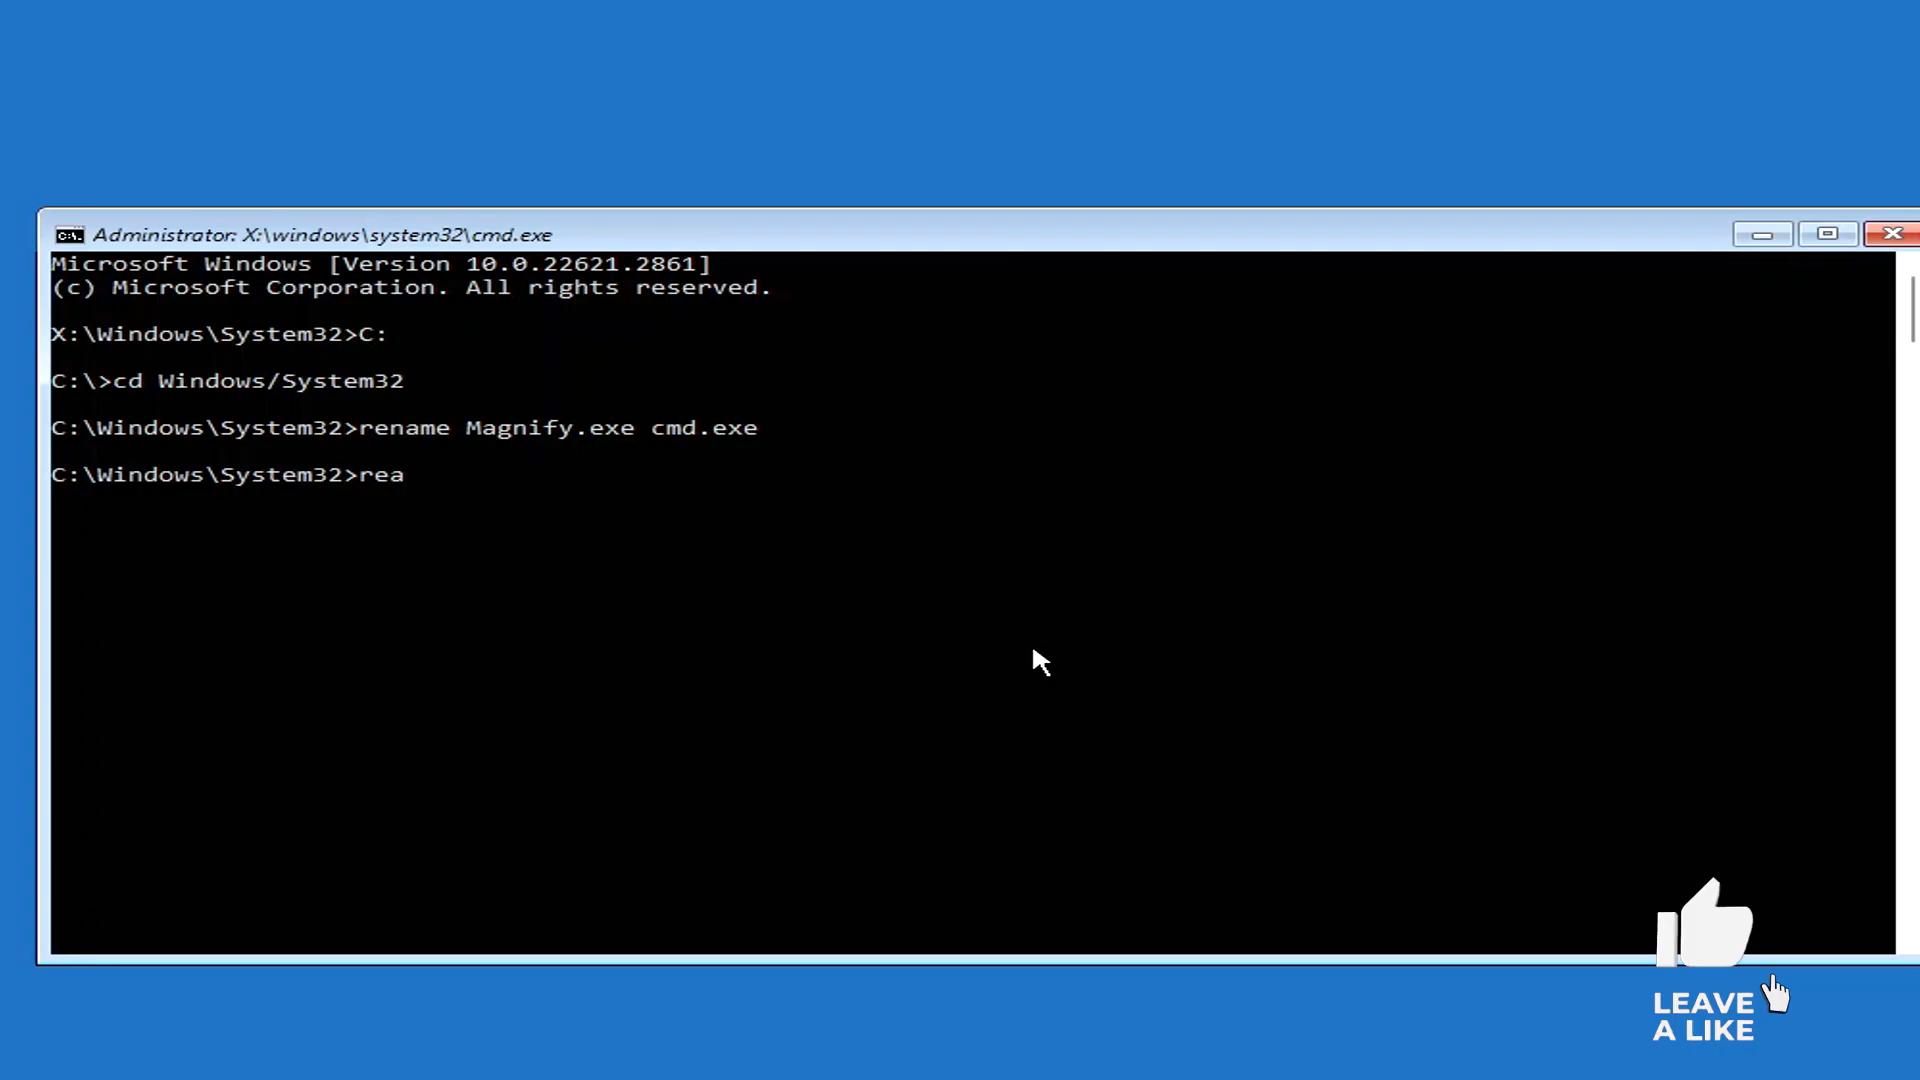 Administrator: X:\windows\system32\cmd.exe
Microsoft Windows [Version 10.0.22621.2861]
(c) Microsoft Corporation. All rights reserved.
X:\Windows\System32>C:
C:\>cd Windows/System32
C:\Windows\System32>rename Magnify.exe cmd.exe
C:\Windows\System32>rea
LEAVE
A LIKE